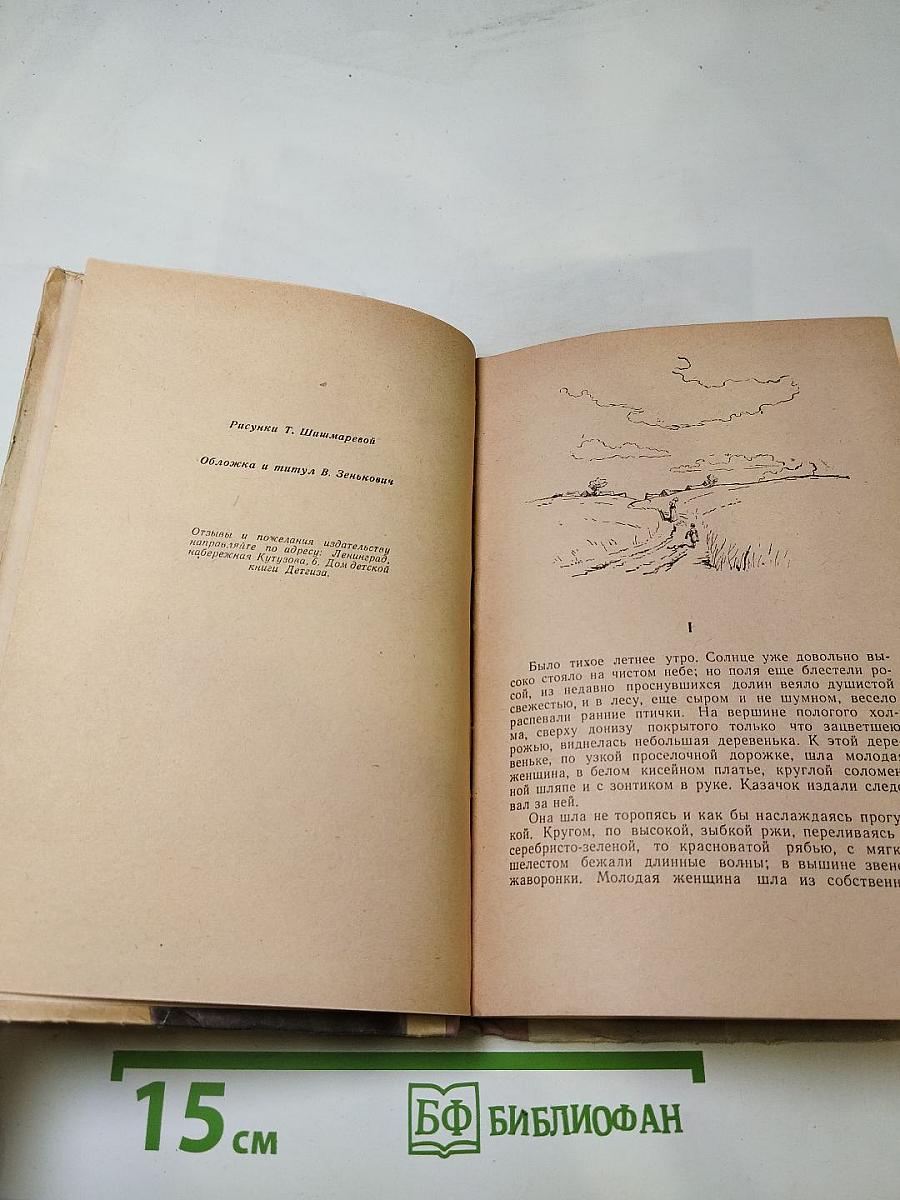 Рисунки Т. Шишмаревой
Обложка и титул В. Зенькович
Отзывы и пожелания издательству
направляйте по адресу: Ленинград,
набережная Кутузова, 6. Дом детской
книги Детгиза.
I
Было тихое летнее утро. Солнце уже довольно вы-
соко стояло на чистом небе; но поля еще блестели ро-
сой, из недавно проснувшихся долин веяло душистой
свежестью, и в лесу, еще сыром и не шумном, весело
распевали ранние птички. На вершине пологого хол-
ма, сверху донизу покрытого только что зацветшею
рожью, виднелась небольшая деревенька. К этой дере-
веньке, по узкой проселочной дорожке, шла молодая
женщина, в белом кисейном платье, круглой соломен-
ной шляпе и с зонтиком в руке. Казачок издали следо
вал за ней.
Она шла не торопясь и как бы наслаждаясь прогу
кой. Кругом, по высокой, зыбкой ржи, переливаясь
серебристо-зеленой, то красноватой рябью, с мягк
шелестом бежали длинные волны; в вышине звене
жаворонки. Молодая женщина шла из собственн
15 см
БФ БИБЛИОФАН